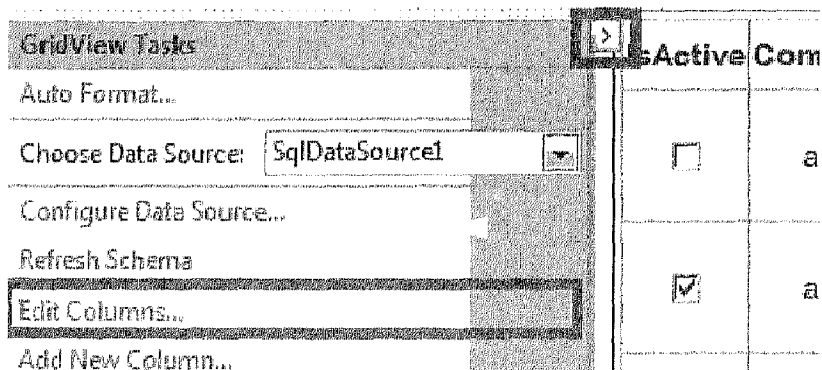 GridView Tasks
>
sActive Com
Auto Format...
Choose Data Source: SqlDataSource1
a
Configure Data Source...
Refresh Schema
Edit Columns...
a
Add New Column...